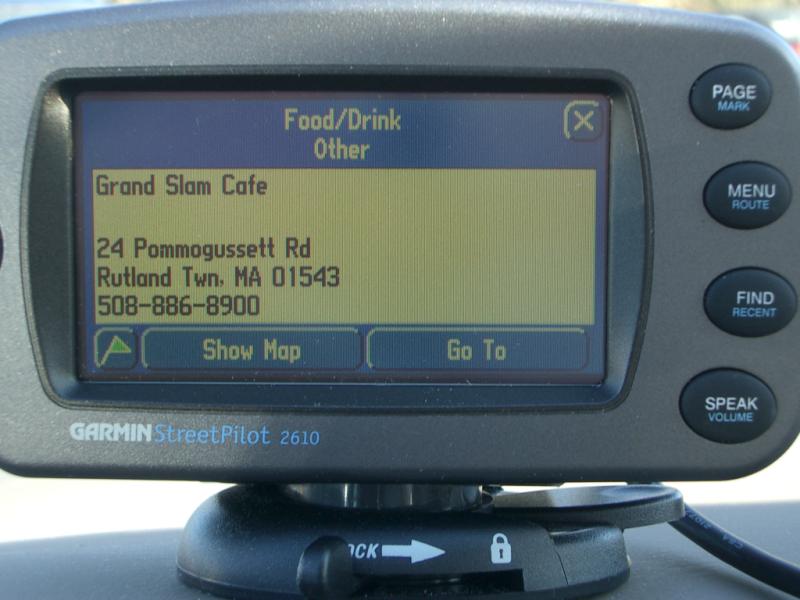 Food/Drink
Other
Grand Slam Cafe
24 Pommogussett Rd
Rutland Twn, MA 01543
508-886-8900
Show Map
Go To
PAGE
MARK
MENU
ROUTE
FIND
RECENT
SPEAK
VOLUME
GARMIN StreetPilot 2610